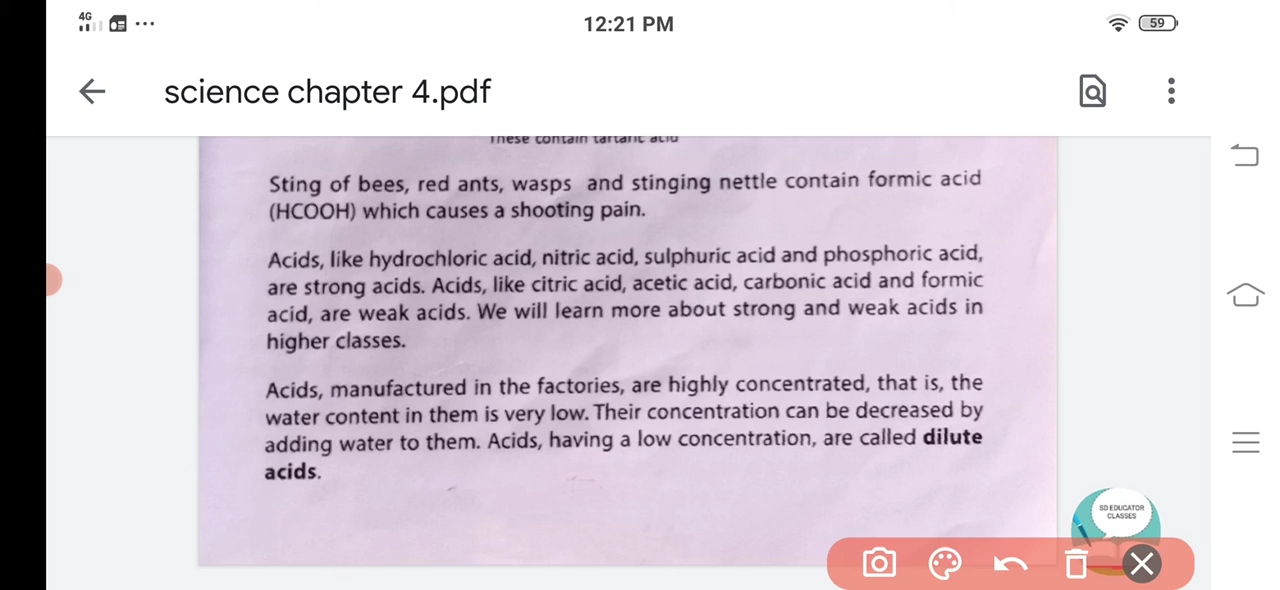 4G
12:21 PM
59
science chapter 4.pdf
These contain tartaric acid
Sting of bees, red ants, wasps and stinging nettle contain formic acid
(HCOOH) which causes a shooting pain.
Acids, like hydrochloric acid, nitric acid, sulphuric acid and phosphoric acid,
are strong acids. Acids, like citric acid, acetic acid, carbonic acid and formic
acid, are weak acids. We will learn more about strong and weak acids in
higher classes.
Acids, manufactured in the factories, are highly concentrated, that is, the
water content in them is very low. Their concentration can be decreased by
adding water to them. Acids, having a low concentration, are called dilute
acids.
SD EDUCATOR
CLASSES